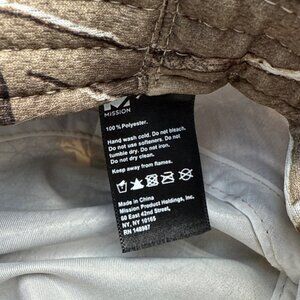 M
MISSION
100% Polyester.
Hand wash cold. Do not bleach.
Do not use softeners. Do not
tumble dry. Do not iron.
Do not dry clean.
Keep away from flames.
Made in China
Mission Product Holdings, Inc.
60 East 42nd Street,
NY, NY 10165
RN 148987